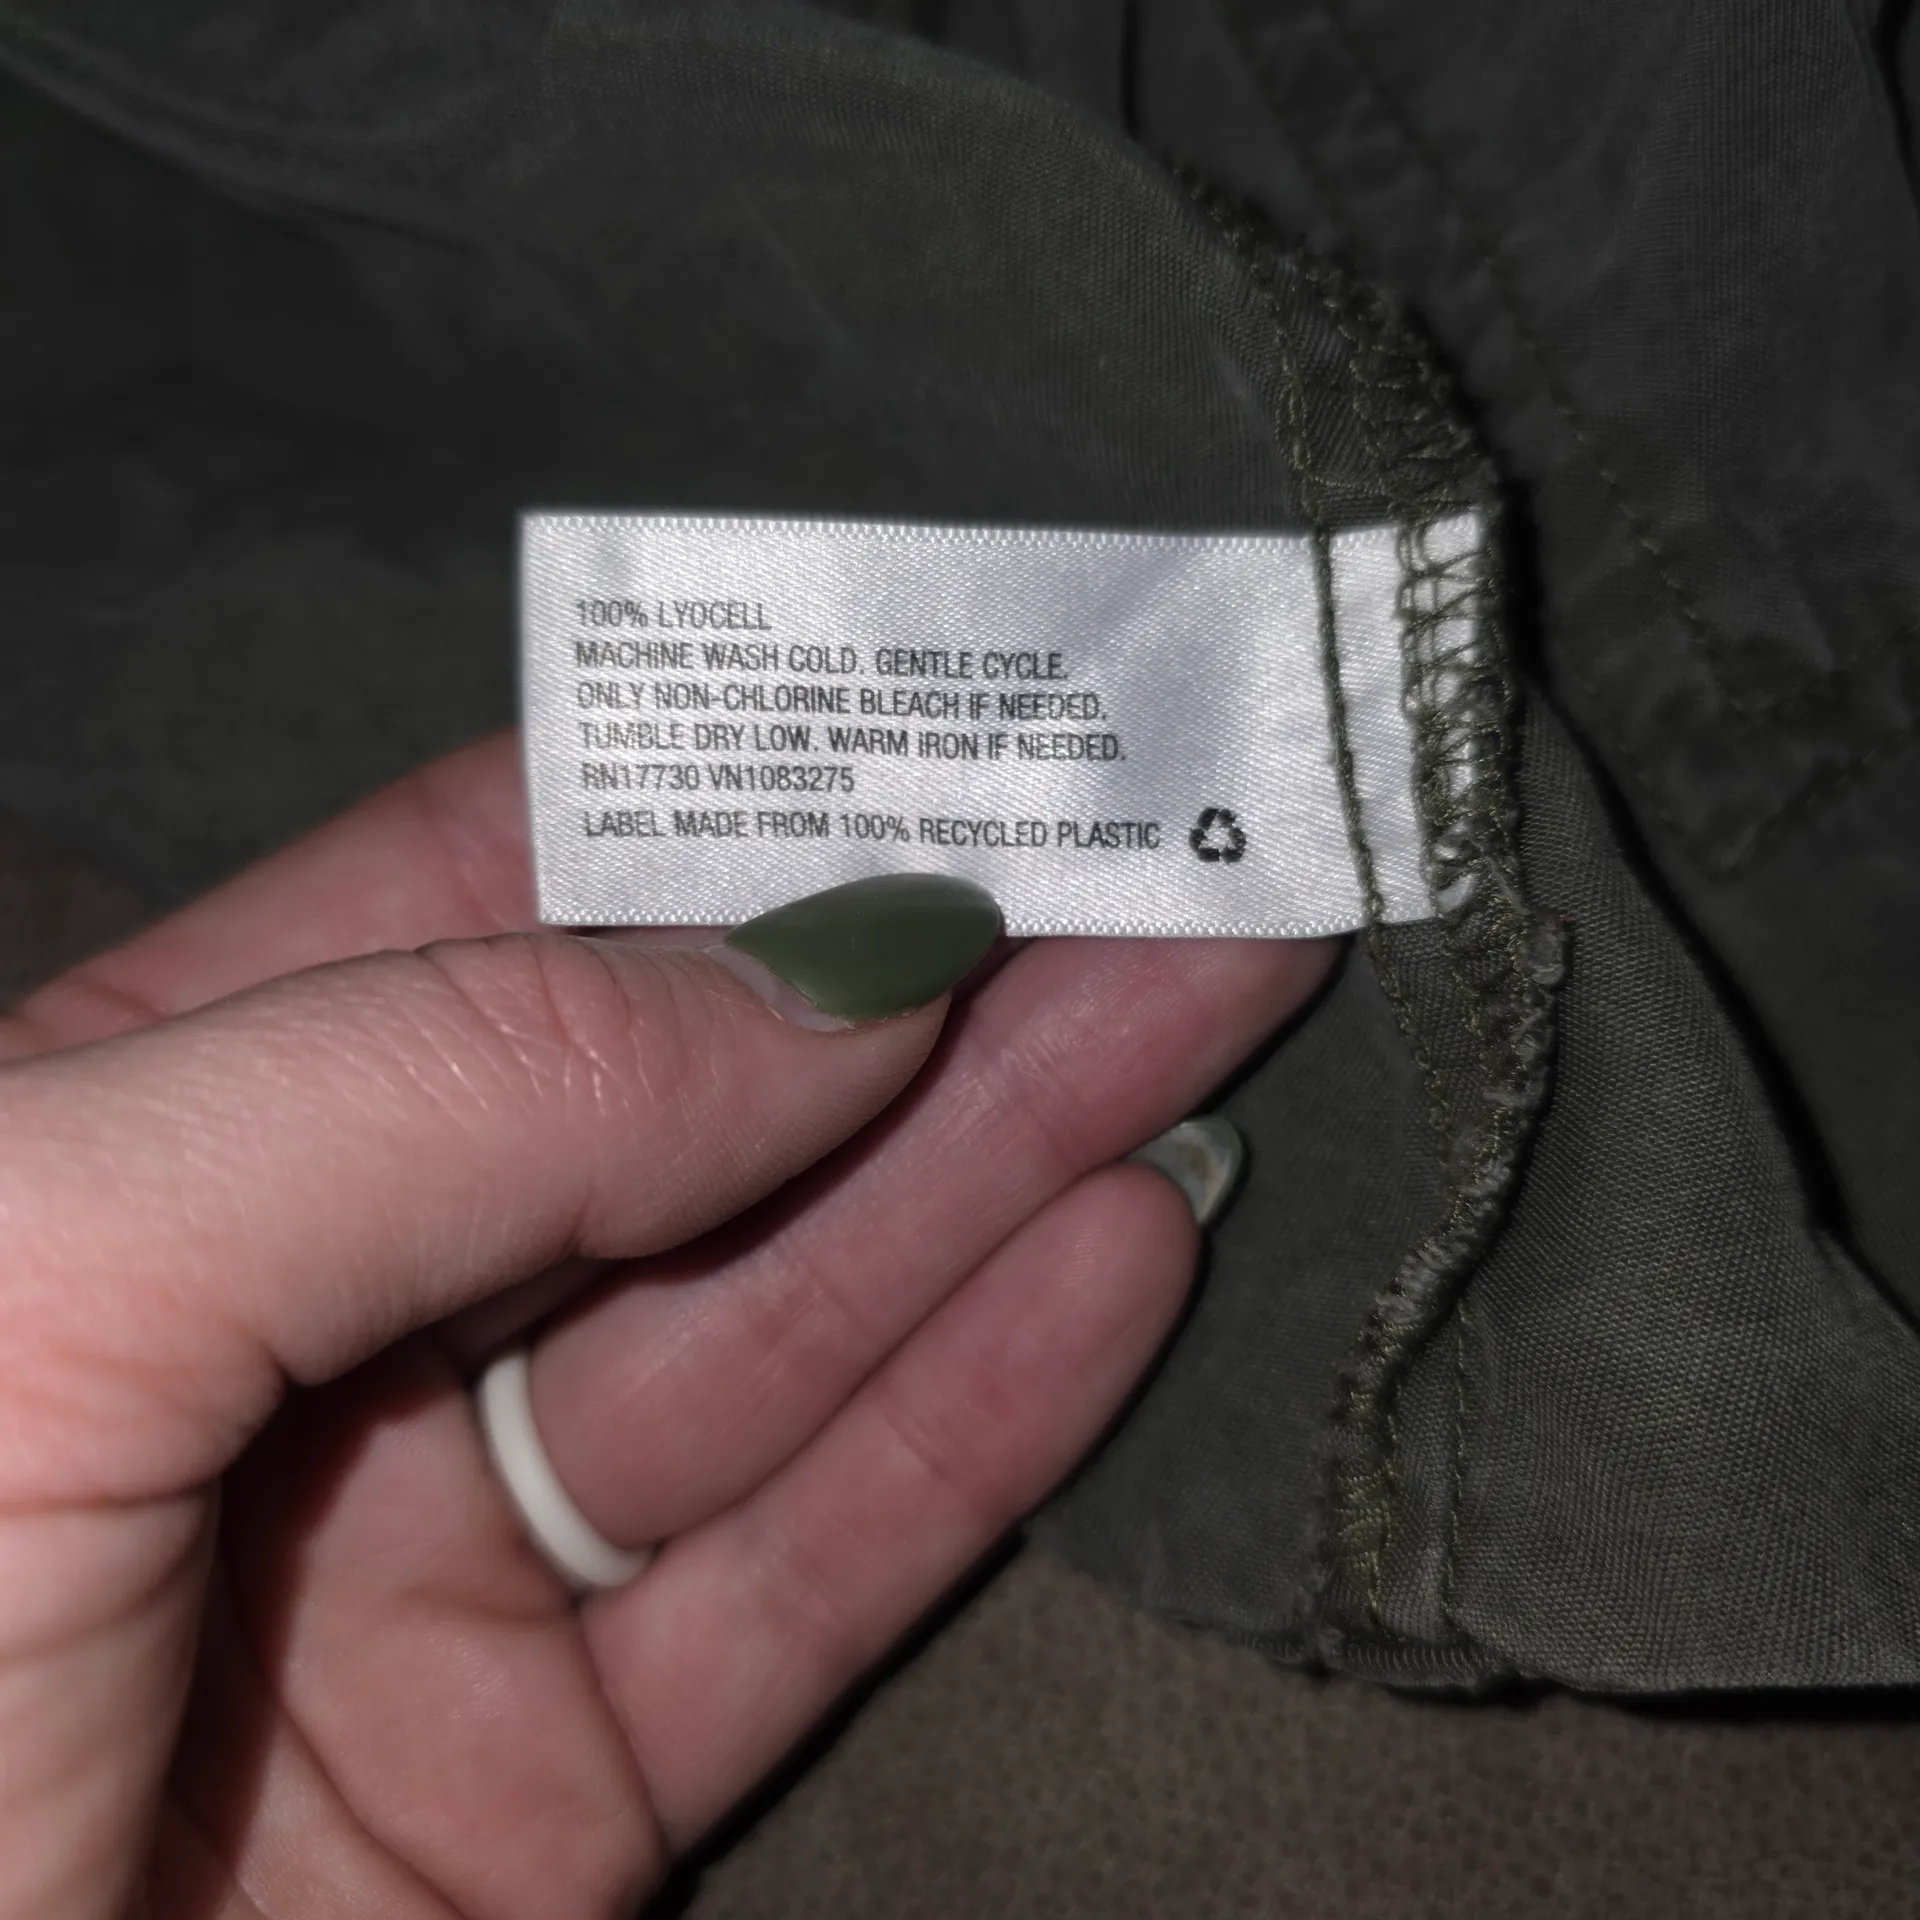 100% LYOCELL
MACHINE WASH COLD. GENTLE CYCLE.
ONLY NON-CHLORINE BLEACH IF NEEDED.
TUMBLE DRY LOW. WARM IRON IF NEEDED.
RN17730 VN1083275
LABEL MADE FROM 100% RECYCLED PLASTIC